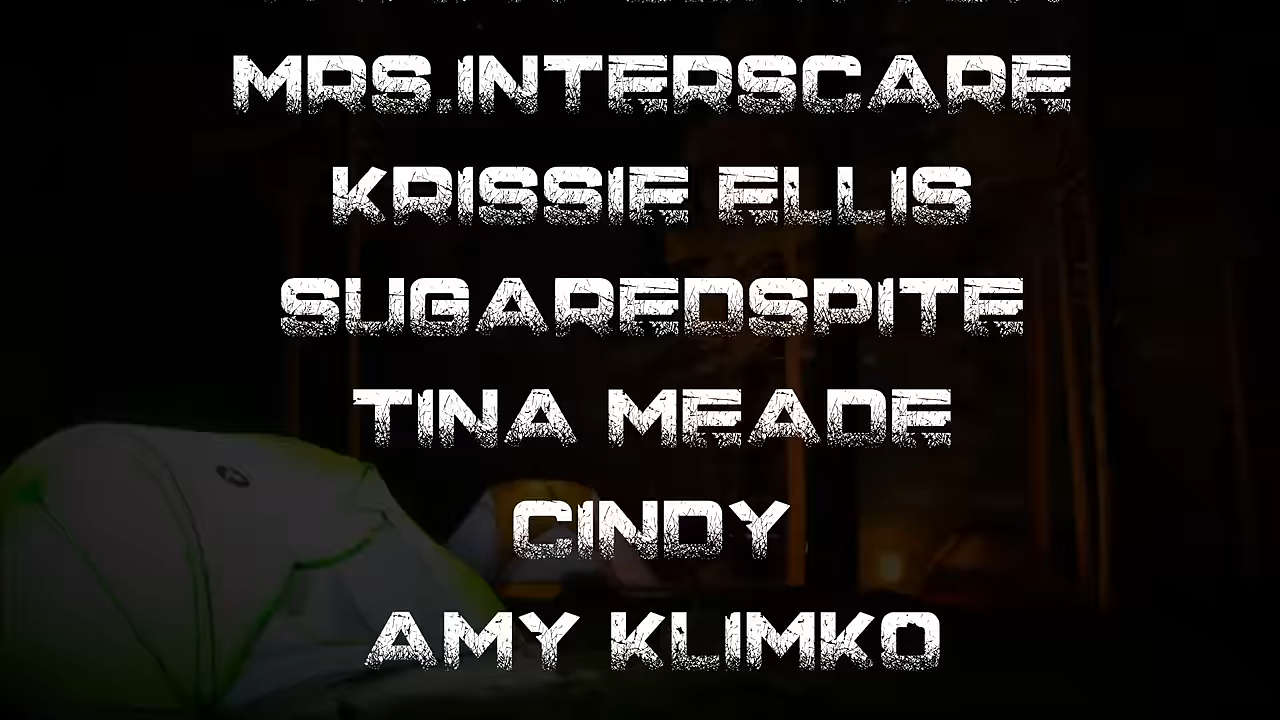 MRS.INTERSCARE
KRISSIE ELLIS
SUGAREDSPITE
TINA MEADE
CINDY
AMY KLIMKO